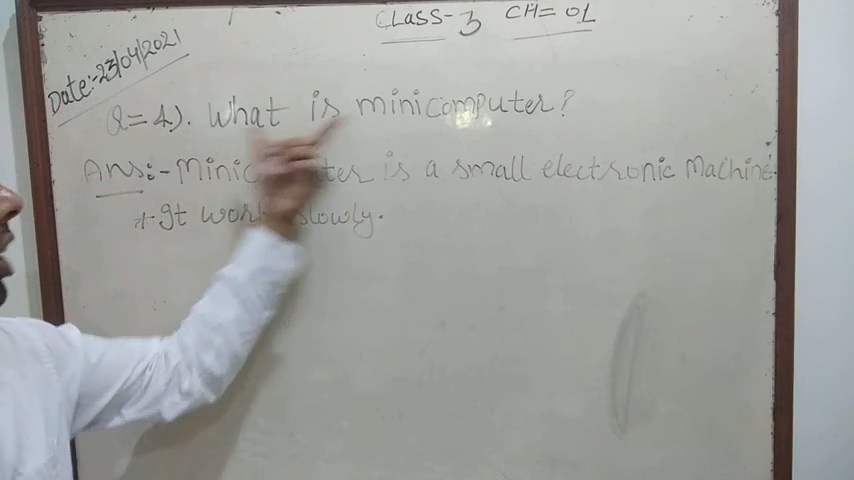 CLASS-3 CH=01
Date:-23/04/2021
Q=4). What is minicomputer?
Ans:- Minicomputer is a small electronic Machine.
+ It works slowly.